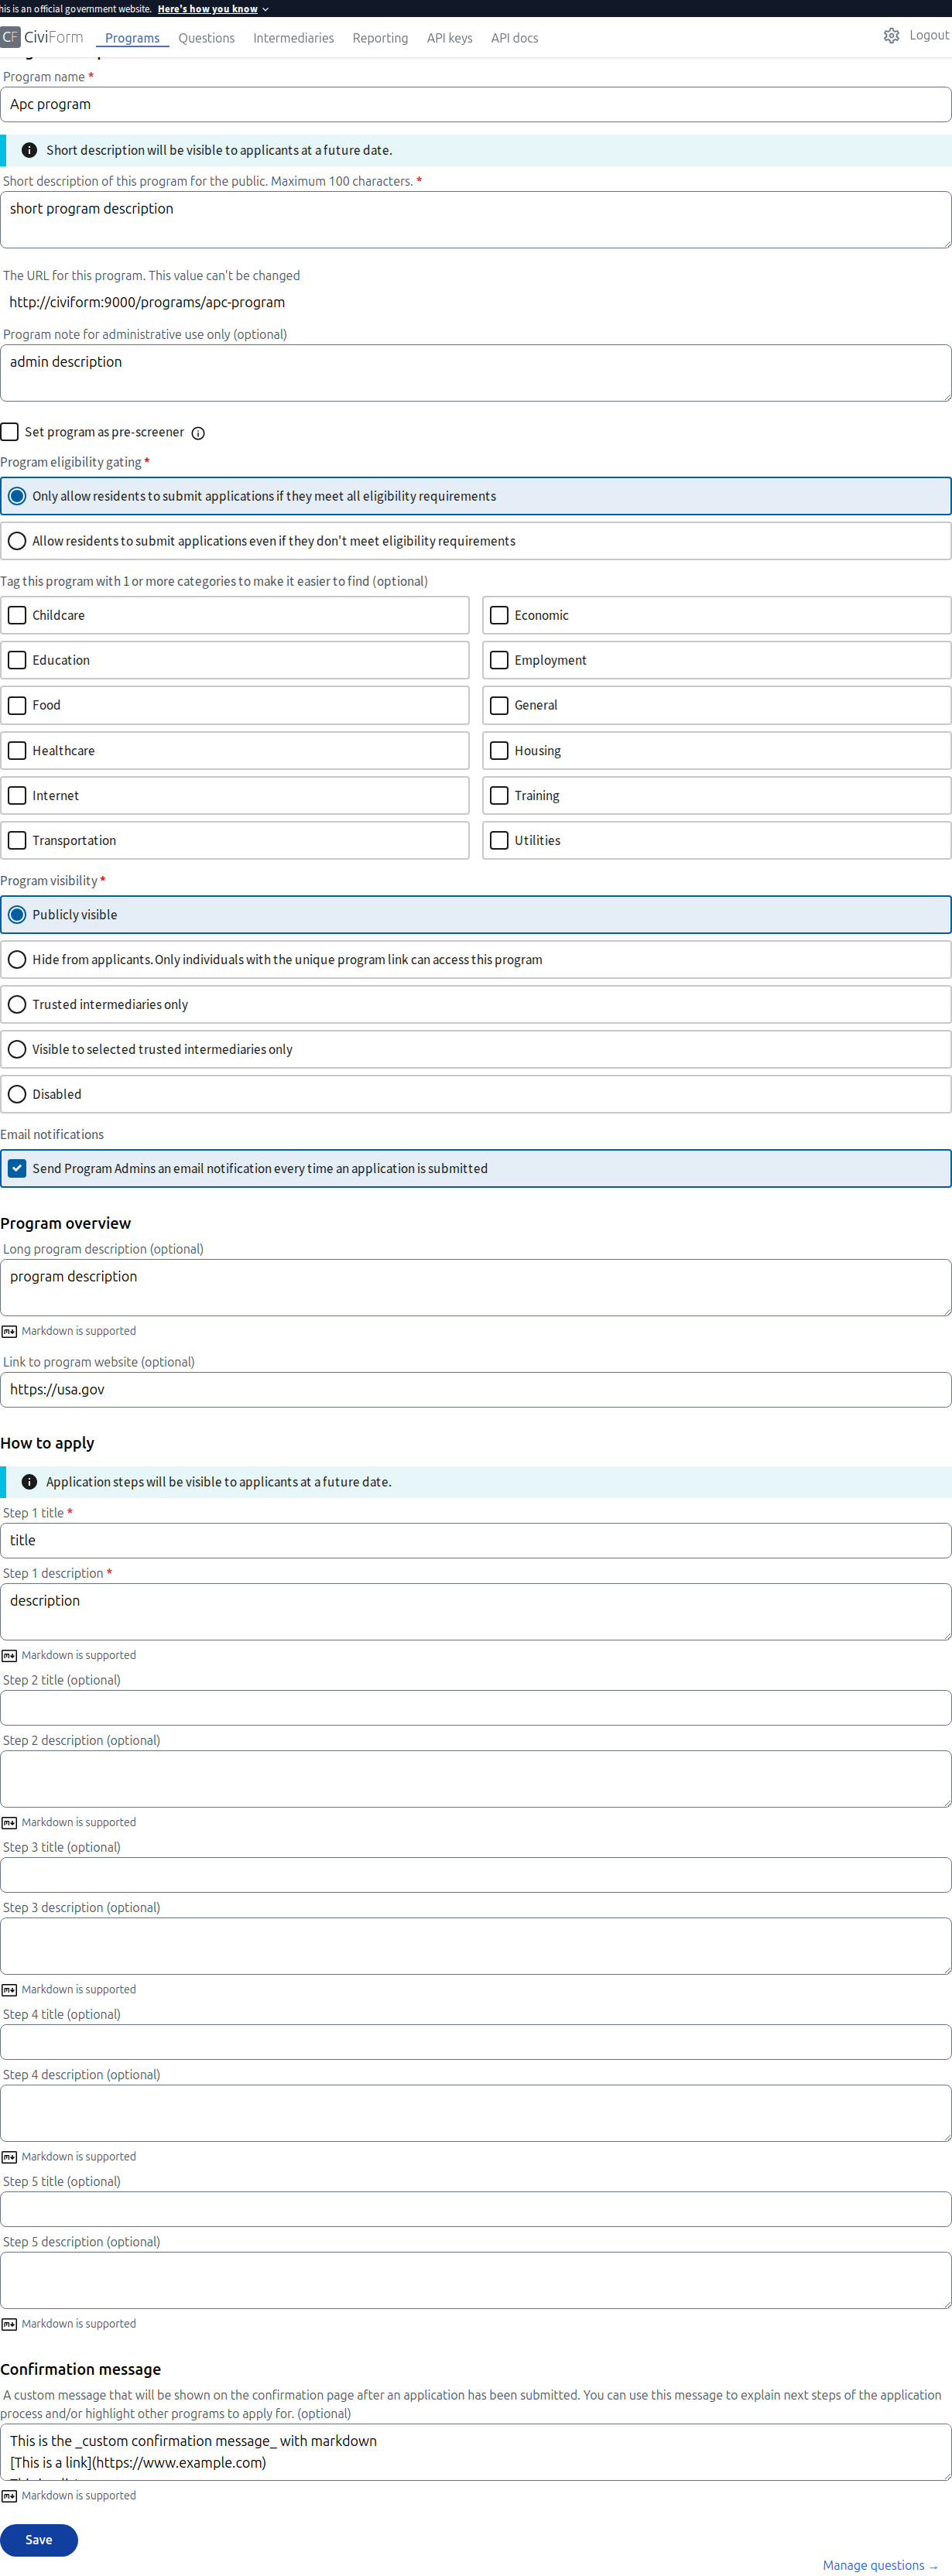 his is an official government website. Here's how you know
CF CiviForm Programs Questions Intermediaries Reporting API keys API docs Logout
Program name *
Apc program
Short description will be visible to applicants at a future date.
Short description of this program for the public. Maximum 100 characters. *
short program description
The URL for this program. This value can't be changed
http://civiform:9000/programs/apc-program
Program note for administrative use only (optional)
admin description
Set program as pre-screener
Program eligibility gating *
Only allow residents to submit applications if they meet all eligibility requirements
Allow residents to submit applications even if they don't meet eligibility requirements
Tag this program with 1 or more categories to make it easier to find (optional)
Childcare Economic
Education Employment
Food General
Healthcare Housing
Internet Training
Transportation Utilities
Program visibility *
Publicly visible
Hide from applicants. Only individuals with the unique program link can access this program
Trusted intermediaries only
Visible to selected trusted intermediaries only
Disabled
Email notifications
Send Program Admins an email notification every time an application is submitted
Program overview
Long program description (optional)
program description
Markdown is supported
Link to program website (optional)
https://usa.gov
How to apply
Application steps will be visible to applicants at a future date.
Step 1 title *
title
Step 1 description *
description
Markdown is supported
Step 2 title (optional)
Step 2 description (optional)
Markdown is supported
Step 3 title (optional)
Step 3 description (optional)
Markdown is supported
Step 4 title (optional)
Step 4 description (optional)
Markdown is supported
Step 5 title (optional)
Step 5 description (optional)
Markdown is supported
Confirmation message
A custom message that will be shown on the confirmation page after an application has been submitted. You can use this message to explain next steps of the application
process and/or highlight other programs to apply for. (optional)
This is the _custom confirmation message_ with markdown
[This is a link](https://www.example.com)
Markdown is supported
Save
Manage questions →